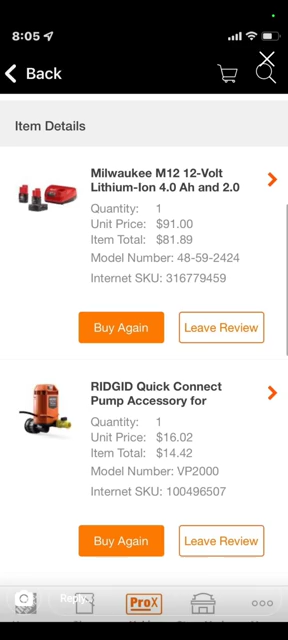 8:05
Back
Item Details
Milwaukee M12 12-Volt
Lithium-Ion 4.0 Ah and 2.0
Quantity: 1
Unit Price: $91.00
Item Total: $81.89
Model Number: 48-59-2424
Internet SKU: 316779459
Buy Again
Leave Review
RIDGID Quick Connect
Pump Accessory for
Quantity: 1
Unit Price: $16.02
Item Total: $14.42
Model Number: VP2000
Internet SKU: 100496507
Buy Again
Leave Review
Reply
ProX